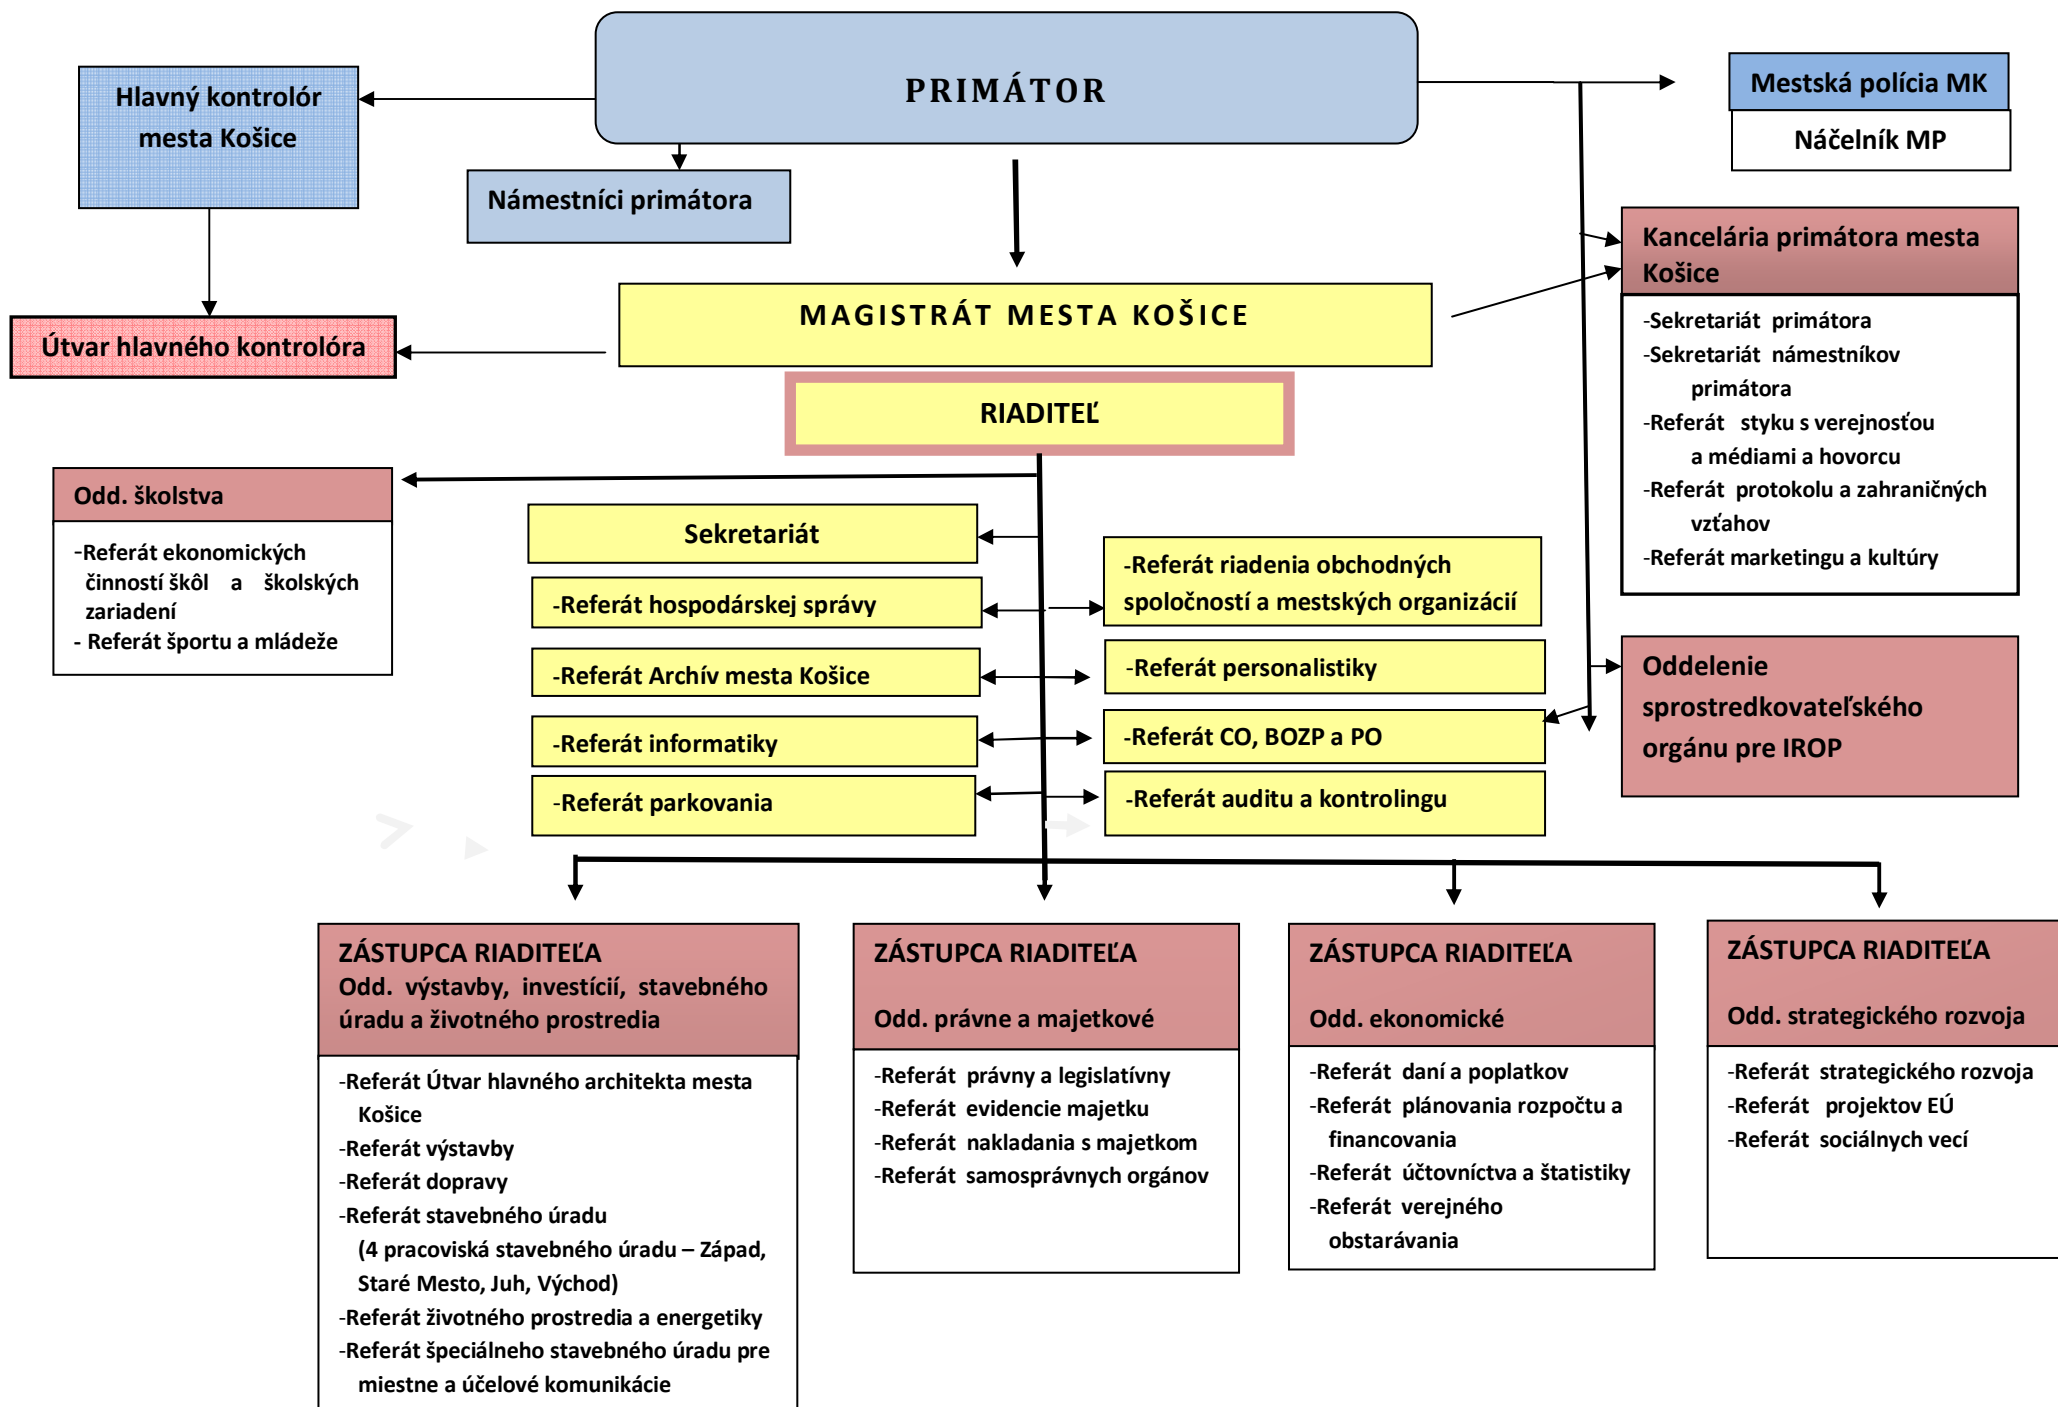 PRIMÁTOR
Hlavný kontrolór
mesta Košice
Mestská polícia MK
Náčelník MP
Námestníci primátora
Kancelária primátora mesta
Košice
-Sekretariát primátora
-Sekretariát námestníkov
primátora
-Referát styku s verejnosťou
a médiami a hovorcu
-Referát protokolu a zahraničných
vzťahov
-Referát marketingu a kultúry
MAGISTRÁT MESTA KOŠICE
Útvar hlavného kontrolóra
RIADITEĽ
Odd. školstva
-Referát ekonomických
činností škôl a školských
zariadení
- Referát športu a mládeže
Sekretariát
-Referát hospodárskej správy
-Referát Archív mesta Košice
-Referát informatiky
-Referát parkovania
-Referát riadenia obchodných
spoločností a mestských organizácií
-Referát personalistiky
-Referát CO, BOZP a PO
-Referát auditu a kontrolingu
Oddelenie
sprostredkovateľského
orgánu pre IROP
ZÁSTUPCA RIADITEĽA
Odd. výstavby, investícií, stavebného
úradu a životného prostredia
-Referát Útvar hlavného architekta mesta
Košice
-Referát výstavby
-Referát dopravy
-Referát stavebného úradu
(4 pracoviská stavebného úradu – Západ,
Staré Mesto, Juh, Východ)
-Referát životného prostredia a energetiky
-Referát špeciálneho stavebného úradu pre
miestne a účelové komunikácie
ZÁSTUPCA RIADITEĽA
Odd. právne a majetkové
-Referát právny a legislatívny
-Referát evidencie majetku
-Referát nakladania s majetkom
-Referát samosprávnych orgánov
ZÁSTUPCA RIADITEĽA
Odd. ekonomické
-Referát daní a poplatkov
-Referát plánovania rozpočtu a
financovania
-Referát účtovníctva a štatistiky
-Referát verejného
obstarávania
ZÁSTUPCA RIADITEĽA
Odd. strategického rozvoja
-Referát strategického rozvoja
-Referát projektov EÚ
-Referát sociálnych vecí